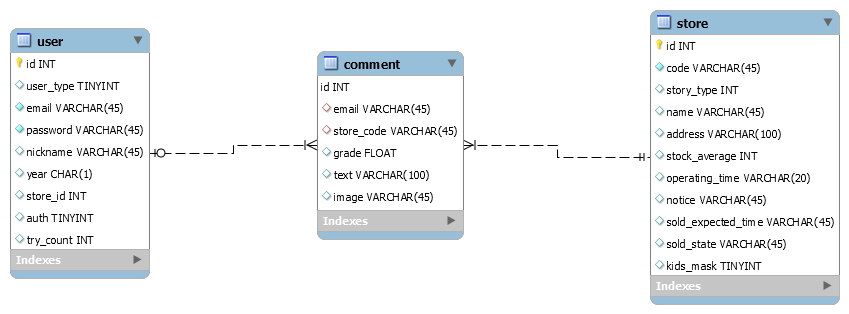 user
id INT
user_type TINYINT
email VARCHAR(45)
password VARCHAR(45)
nickname VARCHAR(45)
year CHAR(1)
store_id INT
auth TINYINT
try_count INT
Indexes
comment
id INT
email VARCHAR(45)
store_code VARCHAR(45)
grade FLOAT
text VARCHAR(100)
image VARCHAR(45)
Indexes
store
id INT
code VARCHAR(45)
story_type INT
name VARCHAR(45)
address VARCHAR(100)
stock_average INT
operating_time VARCHAR(20)
notice VARCHAR(45)
sold_expected_time VARCHAR(45)
sold_state VARCHAR(45)
kids_mask TINYINT
Indexes